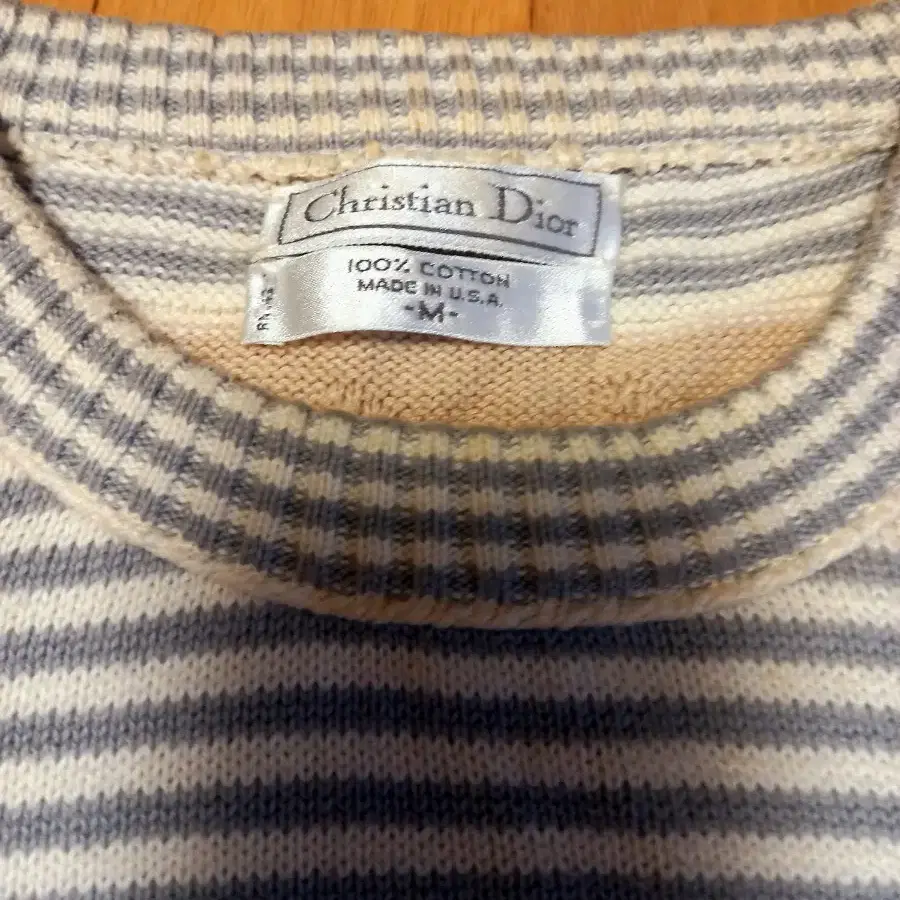 Christian Dior
100% COTTON
MADE IN U.S.A.
-M-